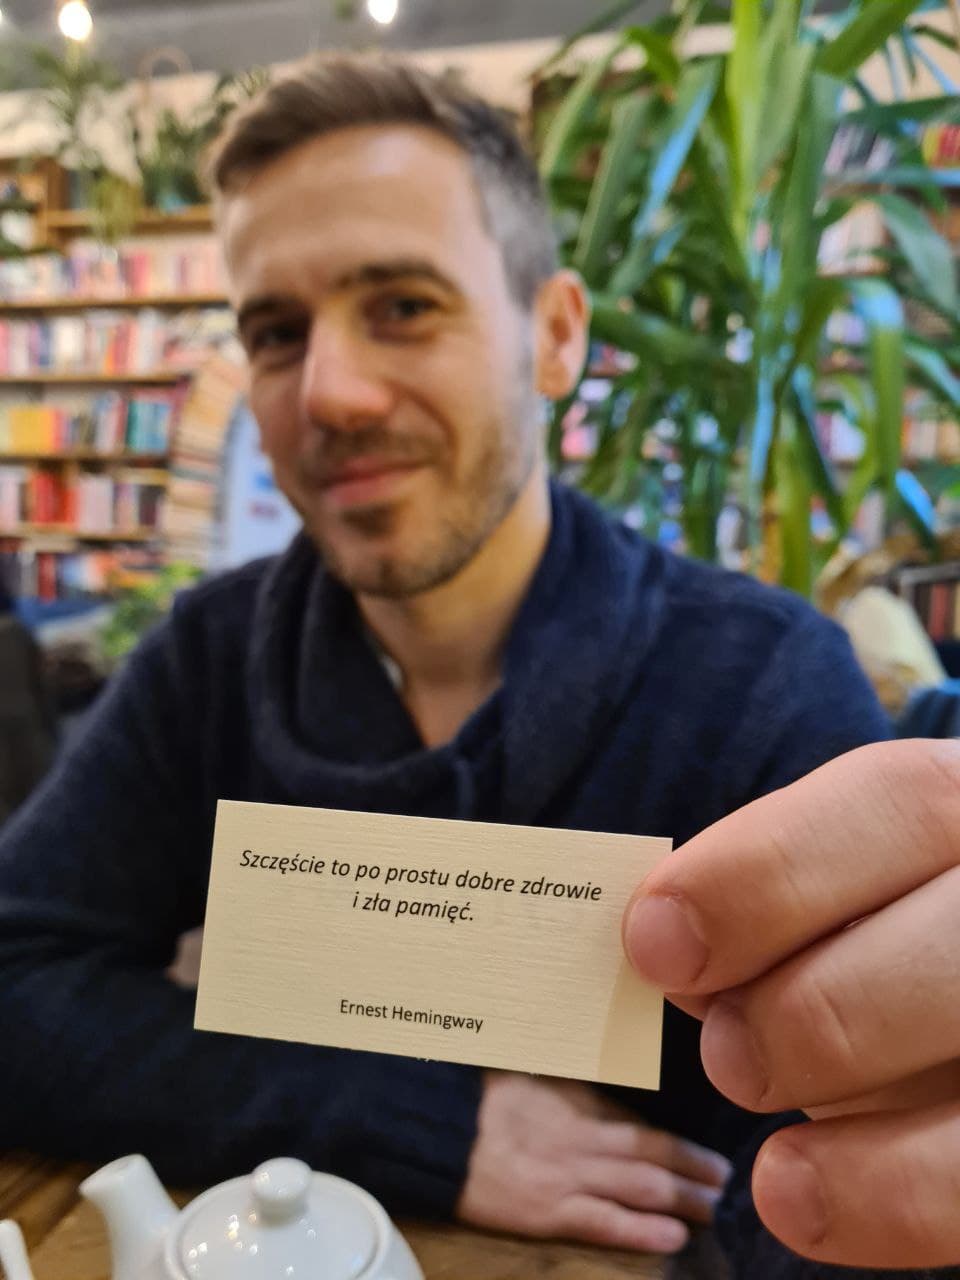 Szczęście to po prostu dobre zdrowie
i zła pamięć.
Ernest Hemingway